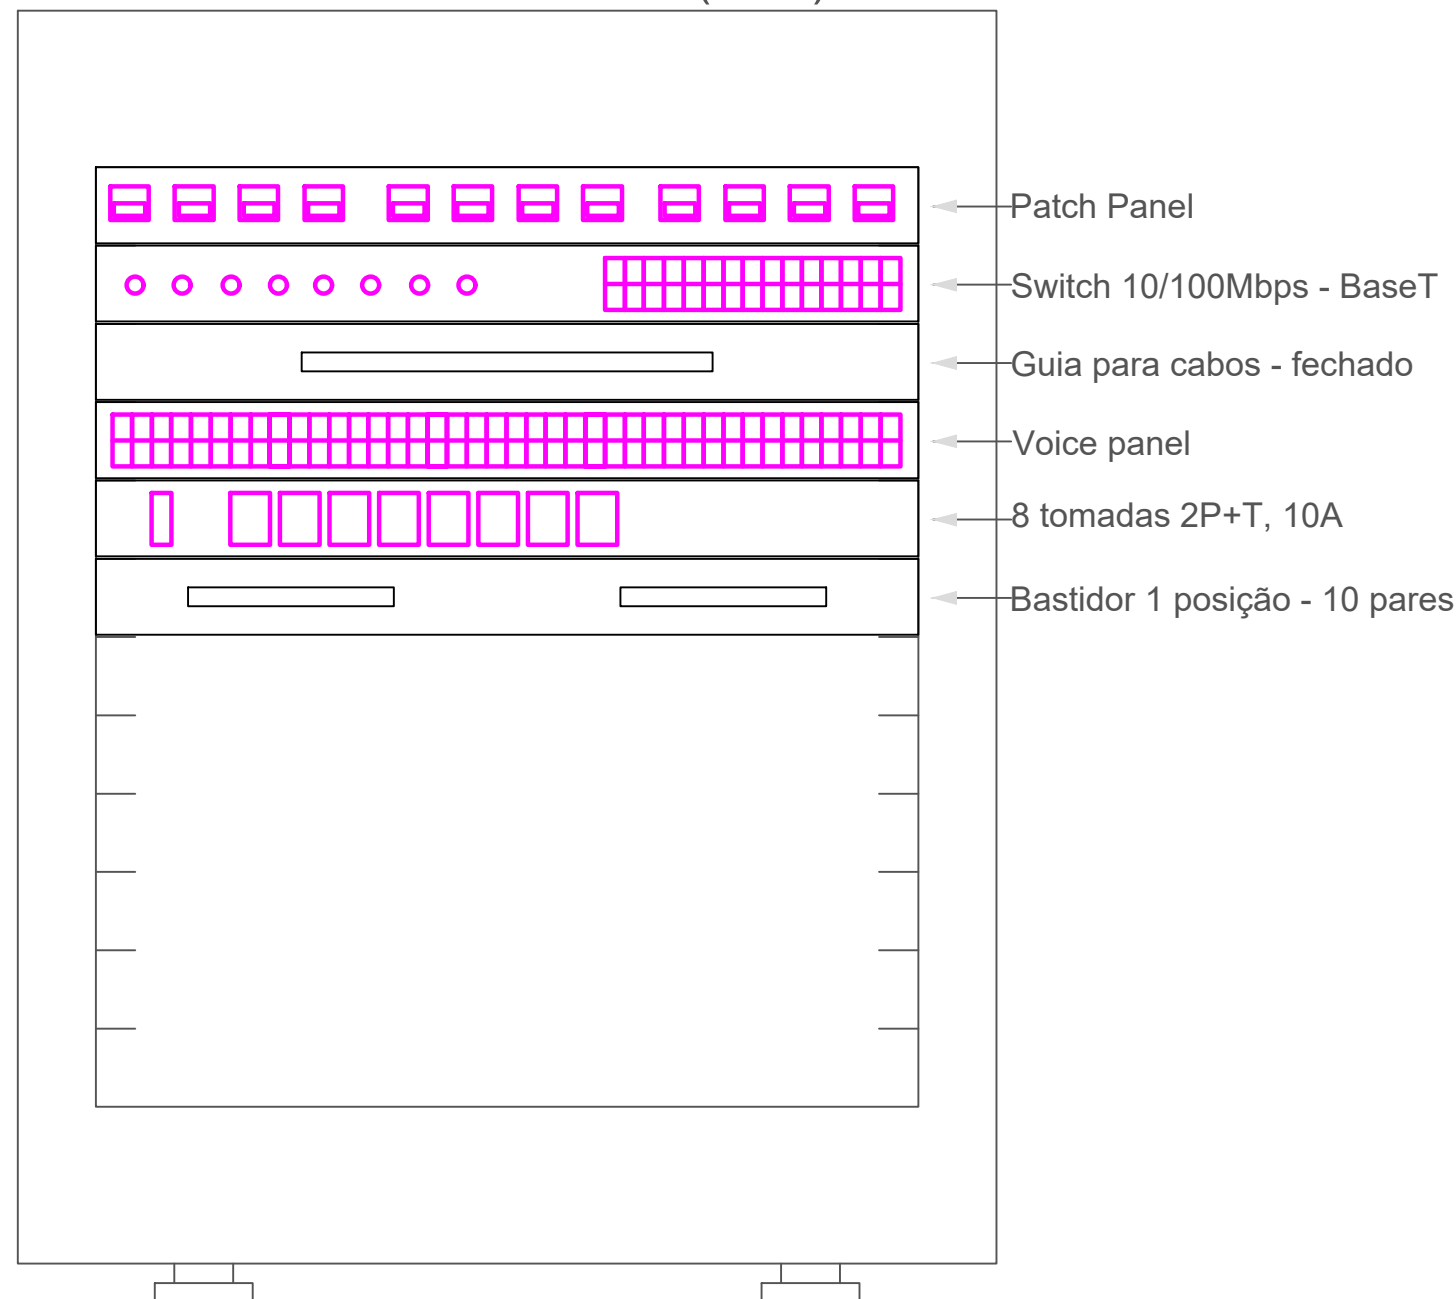 Patch Panel
Switch 10/100Mbps - BaseT
Guia para cabos - fechado
Voice panel
8 tomadas 2P+T, 10A
Bastidor 1 posição - 10 pares